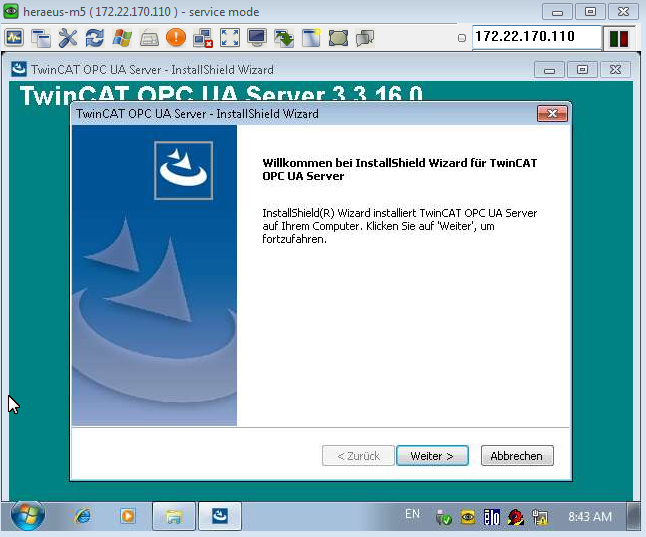 heraeus-m5 ( 172.22.170.110 ) - service mode
172.22.170.110
TwinCAT OPC UA Server - InstallShield Wizard
TwinCAT OPC UA Server 3.3.16.0
TwinCAT OPC UA Server - InstallShield Wizard
Willkommen bei InstallShield Wizard für TwinCAT
OPC UA Server
InstallShield(R) Wizard installiert TwinCAT OPC UA Server
auf Ihrem Computer. Klicken Sie auf 'Weiter', um
fortzufahren.
< Zurück Weiter > Abbrechen
EN 8:43 AM